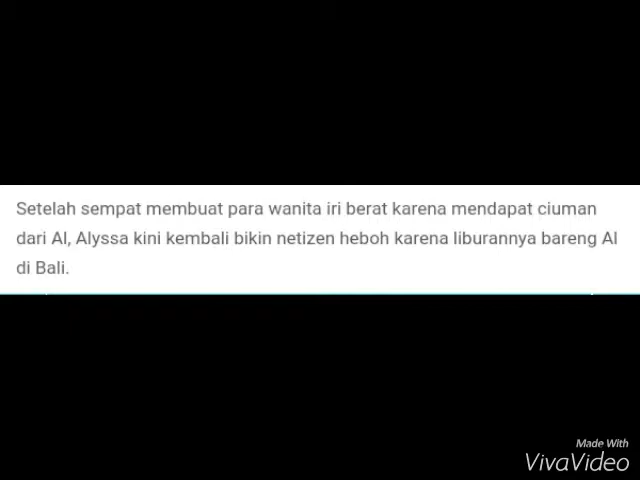 Setelah sempat membuat para wanita iri berat karena mendapat ciuman
dari Al, Alyssa kini kembali bikin netizen heboh karena liburannya bareng Al
di Bali.
Made With
VivaVideo